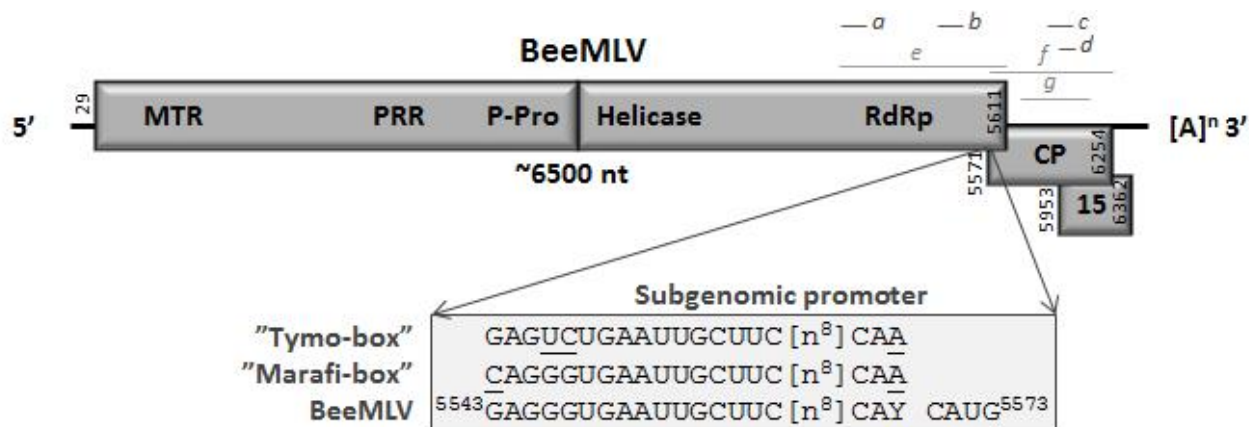 a b c
d
BeeMLV e f
g
29 MTR PRR P-Pro Helicase RdRp 5611
5' [A]ⁿ 3'
~6500 nt 5571 CP 6254
5953 15 6362
Subgenomic promoter
"Tymo-box" GAGUCUGAAUUGCUUC[n⁸]CAA
"Marafi-box" CAGGGUGAAUUGCUUC[n⁸]CAA
BeeMLV ⁵⁵⁴³GAGGGUGAAUUGCUUC[n⁸]CAY CAUG⁵⁵⁷³